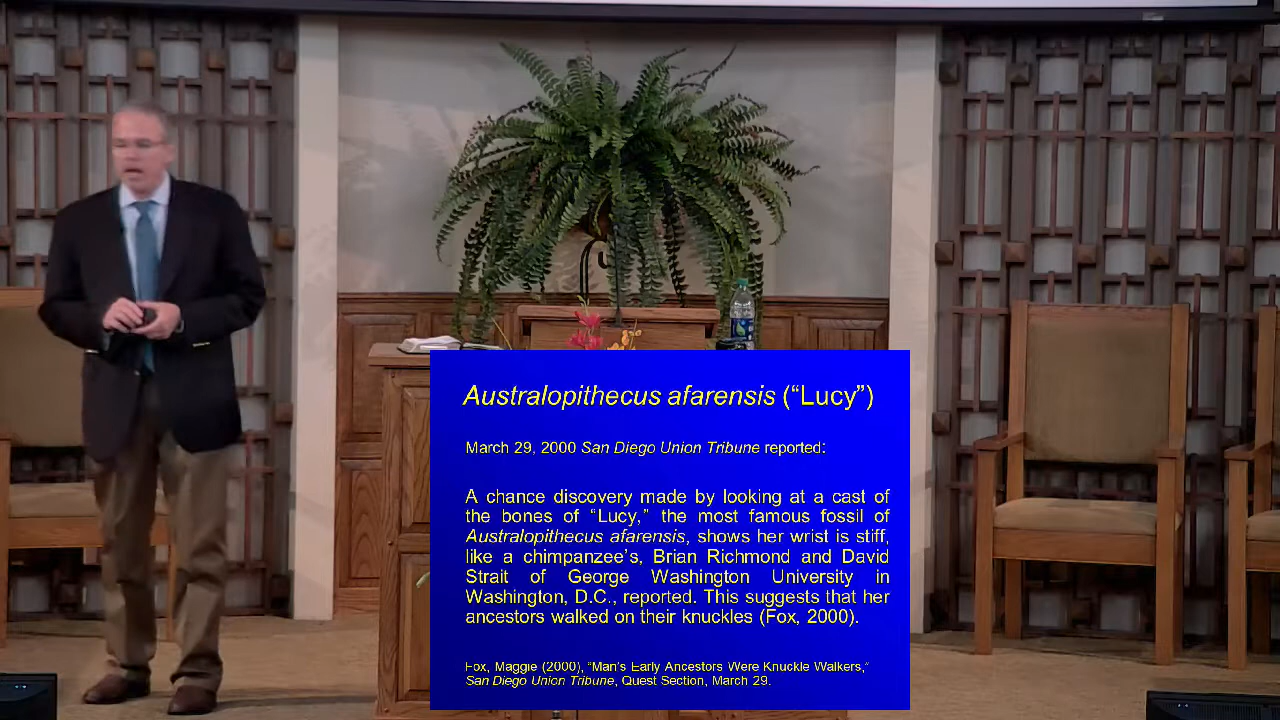 Australopithecus afarensis (“Lucy”)
March 29, 2000 San Diego Union Tribune reported:
A chance discovery made by looking at a cast of
the bones of “Lucy,” the most famous fossil of
Australopithecus afarensis, shows her wrist is stiff,
like a chimpanzee’s, Brian Richmond and David
Strait of George Washington University in
Washington, D.C., reported. This suggests that her
ancestors walked on their knuckles (Fox, 2000).
Fox, Maggie (2000), “Man’s Early Ancestors Were Knuckle Walkers,”
San Diego Union Tribune, Quest Section, March 29.